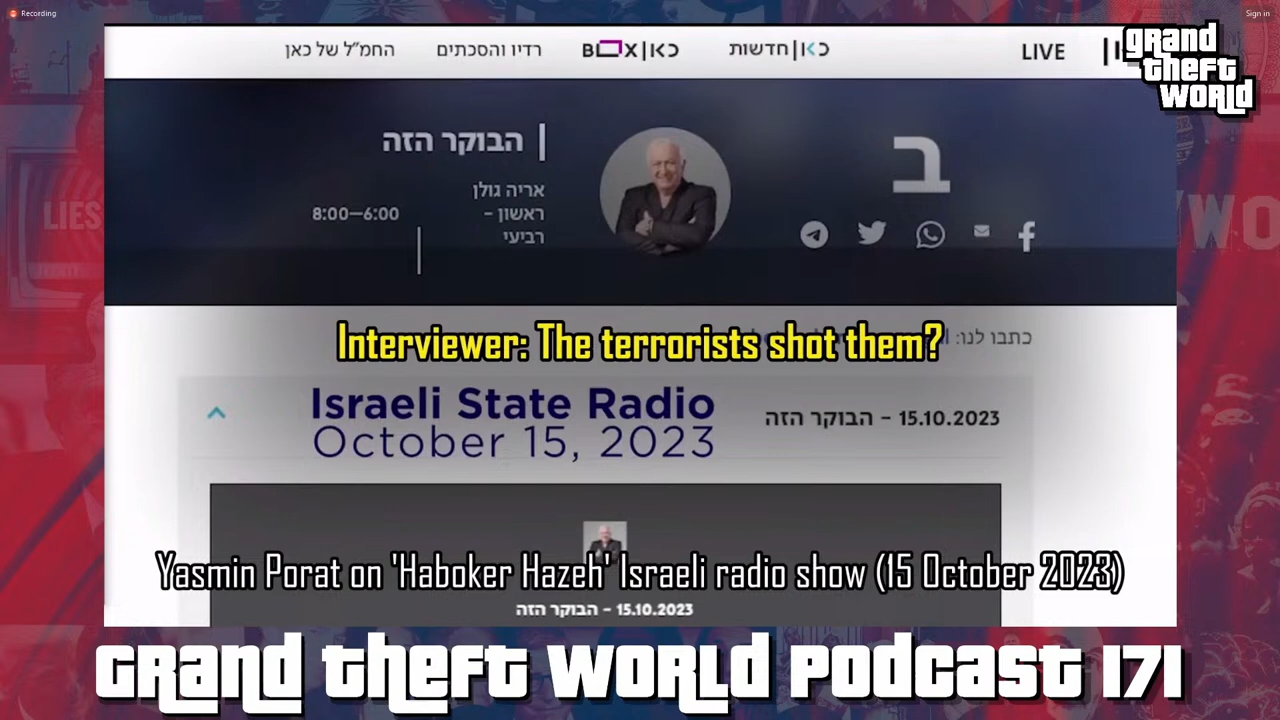 Recording
Sign in
החמ״ל של כאן
רדיו והסכתים
כאן|BOX
כאן|חדשות
LIVE
grand
theft
world
ב
הבוקר הזה
אריה גולן
ראשון -
רביעי
8:00—6:00
LIES
כתבו לנו:
Interviewer: The terrorists shot them?
Israeli State Radio
October 15, 2023
15.10.2023 - הבוקר הזה
Yasmin Porat on 'Haboker Hazeh' Israeli radio show (15 October 2023)
15.10.2023 - הבוקר הזה
Grand theft world Podcast 171